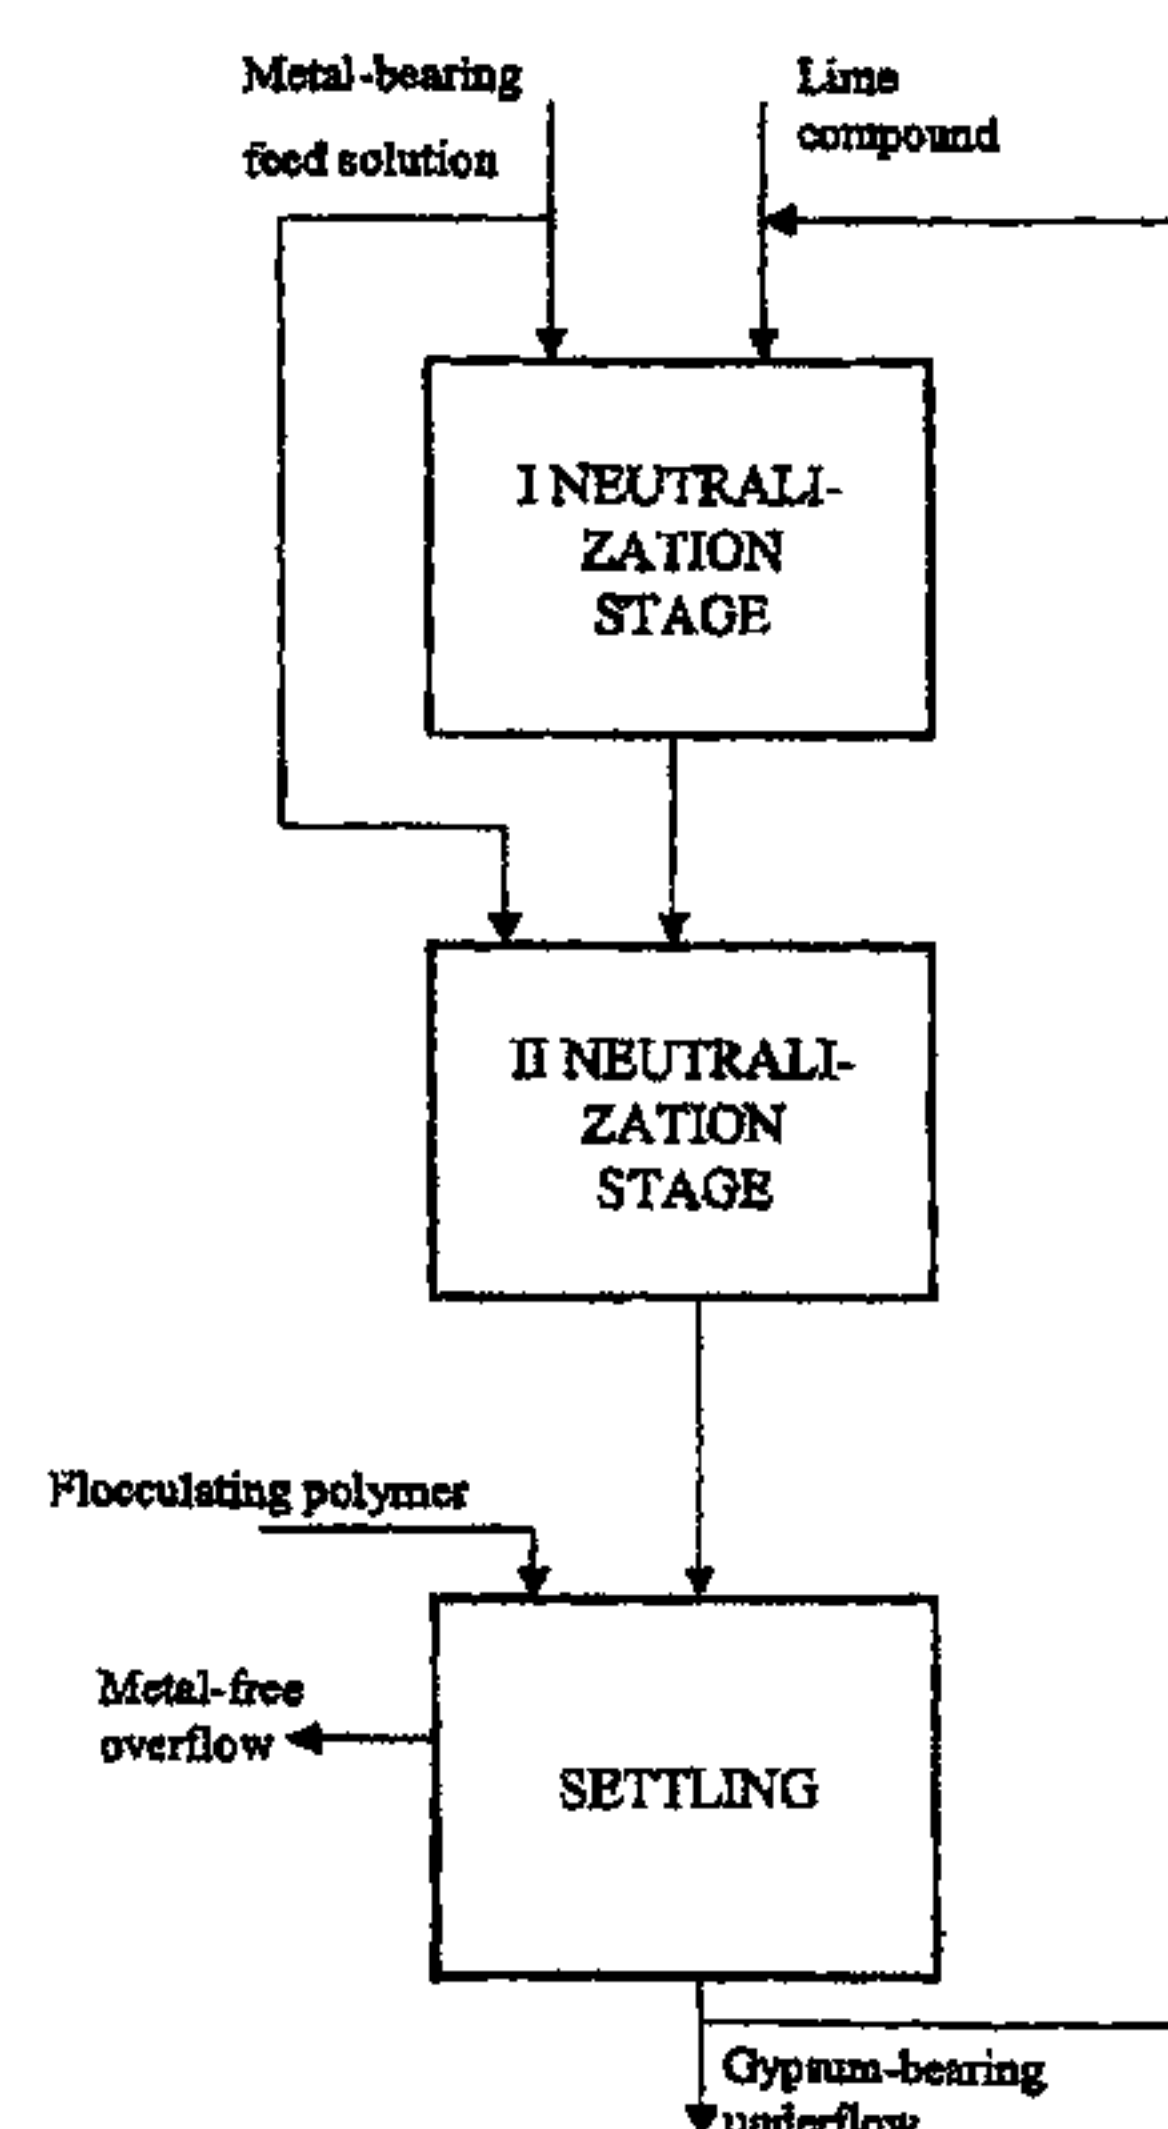 Metal-bearing
feed solution
Lime
compound
I NEUTRALI-
ZATION
STAGE
II NEUTRALI-
ZATION
STAGE
Flocculating polymer
Metal-free
overflow
SETTLING
Gypsum-bearing
underflow